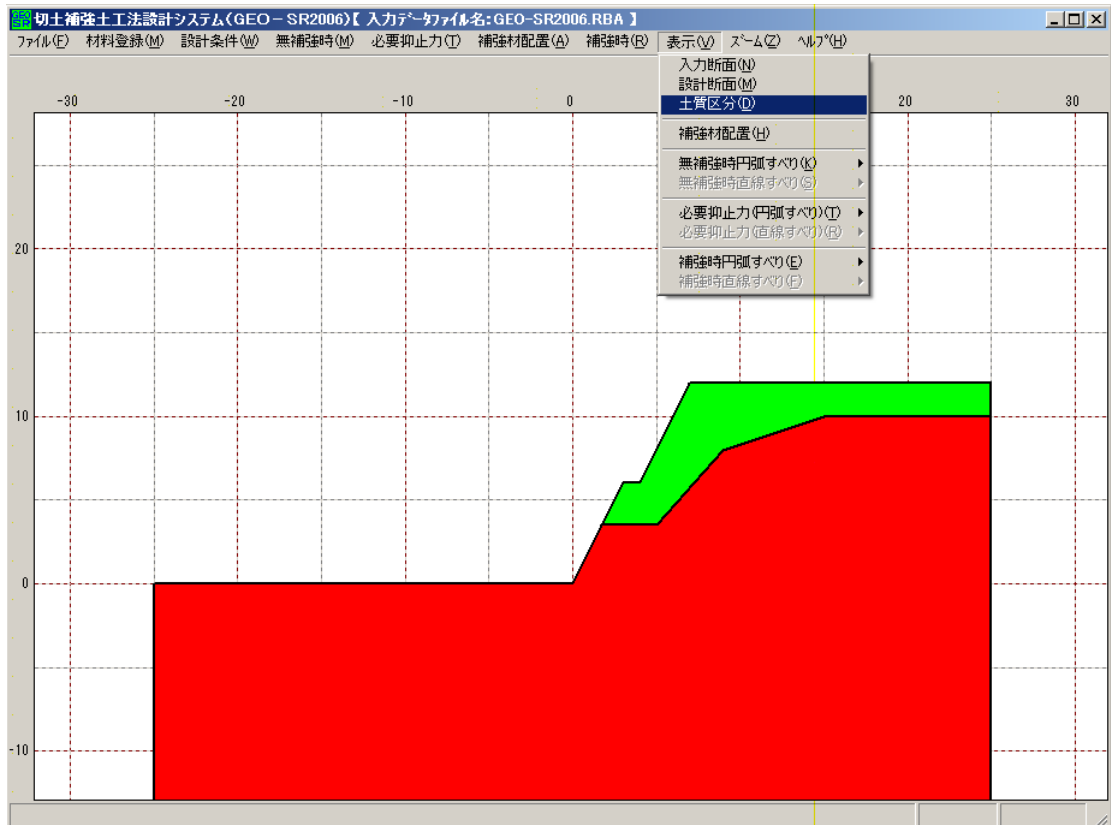 GEO SR 切土補強土工法設計システム(GEO-SR2006)【 入力データファイル名:GEO-SR2006.RBA 】
ファイル(F) 材料登録(M) 設計条件(W) 無補強時(M) 必要抑止力(T) 補強材配置(A) 補強時(R) 表示(V) ズーム(Z) ヘルプ(H)
入力断面(N)
設計断面(M)
土質区分(D)
補強材配置(H)
無補強時円弧すべり(K)
無補強時直線すべり(S)
必要抑止力(円弧すべり)(T)
必要抑止力(直線すべり)(R)
補強時円弧すべり(E)
補強時直線すべり(F)
-30 -20 -10 0 20 30
20
10
0
-10